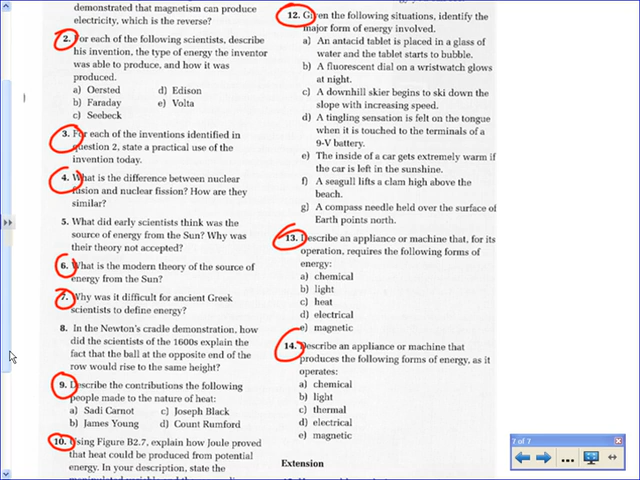 demonstrated that magnetism can produce
electricity, which is the reverse?
2. For each of the following scientists, describe
his invention, the type of energy the inventor
was able to produce, and how it was
produced.
a) Oersted d) Edison
b) Faraday e) Volta
c) Seebeck
3. For each of the inventions identified in
question 2, state a practical use of the
invention today.
4. What is the difference between nuclear
fusion and nuclear fission? How are they
similar?
5. What did early scientists think was the
source of energy from the Sun? Why was
their theory not accepted?
6. What is the modern theory of the source of
energy from the Sun?
7. Why was it difficult for ancient Greek
scientists to define energy?
8. In the Newton's cradle demonstration, how
did the scientists of the 1600s explain the
fact that the ball at the opposite end of the
row would rise to the same height?
9. Describe the contributions the following
people made to the nature of heat:
a) Sadi Carnot c) Joseph Black
b) James Young d) Count Rumford
10. Using Figure B2.7, explain how Joule proved
that heat could be produced from potential
energy. In your description, state the
12. Given the following situations, identify the
major form of energy involved.
a) An antacid tablet is placed in a glass of
water and the tablet starts to bubble.
b) A fluorescent dial on a wristwatch glows
at night.
c) A downhill skier begins to ski down the
slope with increasing speed.
d) A tingling sensation is felt on the tongue
when it is touched to the terminals of a
9-V battery.
e) The inside of a car gets extremely warm if
the car is left in the sunshine.
f) A seagull lifts a clam high above the
beach.
g) A compass needle held over the surface of
Earth points north.
13. Describe an appliance or machine that, for its
operation, requires the following forms of
energy:
a) chemical
b) light
c) heat
d) electrical
e) magnetic
14. Describe an appliance or machine that
produces the following forms of energy, as it
operates:
a) chemical
b) light
c) thermal
d) electrical
e) magnetic
Extension
7 of 7